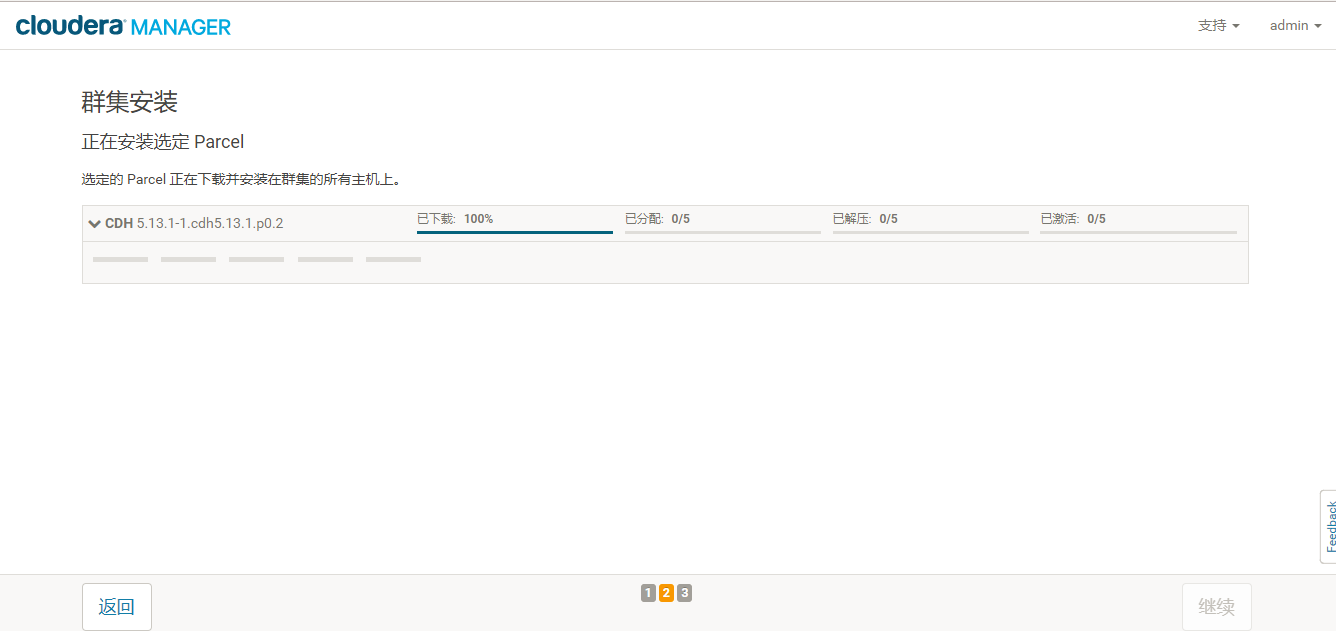 cloudera MANAGER
支持 admin
群集安装
正在安装选定 Parcel
选定的 Parcel 正在下载并安装在群集的所有主机上。
CDH 5.13.1-1.cdh5.13.1.p0.2 已下载: 100% 已分配: 0/5 已解压: 0/5 已激活: 0/5
Feedback
返回 1 2 3 继续